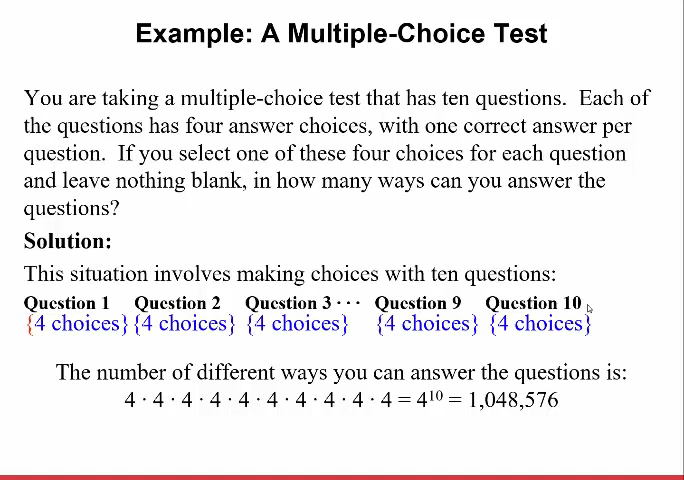 Example: A Multiple-Choice Test
You are taking a multiple-choice test that has ten questions.  Each of
the questions has four answer choices, with one correct answer per
question.  If you select one of these four choices for each question
and leave nothing blank, in how many ways can you answer the
questions?
Solution:
This situation involves making choices with ten questions:
Question 1 Question 2 Question 3 · · · Question 9 Question 10
{4 choices} {4 choices} {4 choices} {4 choices} {4 choices}
The number of different ways you can answer the questions is:
4 · 4 · 4 · 4 · 4 · 4 · 4 · 4 · 4 · 4 = 4¹⁰ = 1,048,576